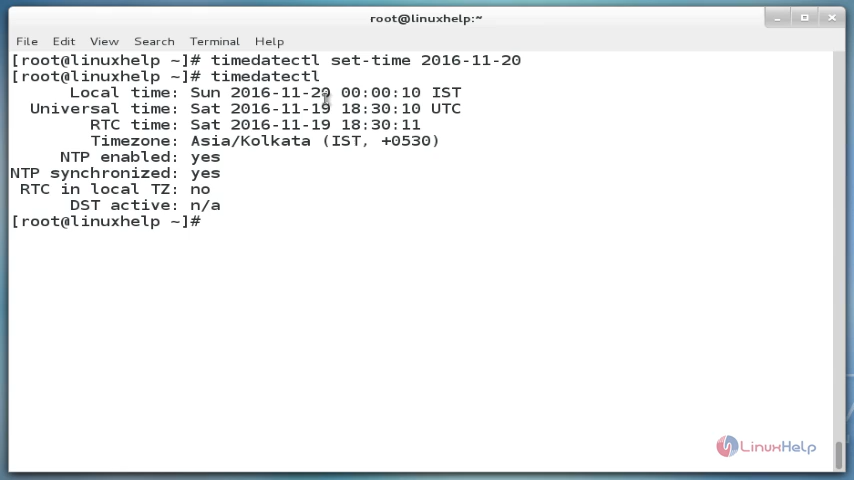 root@linuxhelp:~
File Edit View Search Terminal Help
[root@linuxhelp ~]# timedatectl set-time 2016-11-20
[root@linuxhelp ~]# timedatectl
Local time: Sun 2016-11-20 00:00:10 IST
Universal time: Sat 2016-11-19 18:30:10 UTC
RTC time: Sat 2016-11-19 18:30:11
Timezone: Asia/Kolkata (IST, +0530)
NTP enabled: yes
NTP synchronized: yes
RTC in local TZ: no
DST active: n/a
[root@linuxhelp ~]#
LinuxHelp